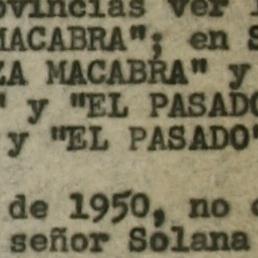 ovincias ver
MACABRA"; en S
ZA MACABRA" y
" y "EL PASADO
y "EL PASADO"
de 1950, no
señor Solana